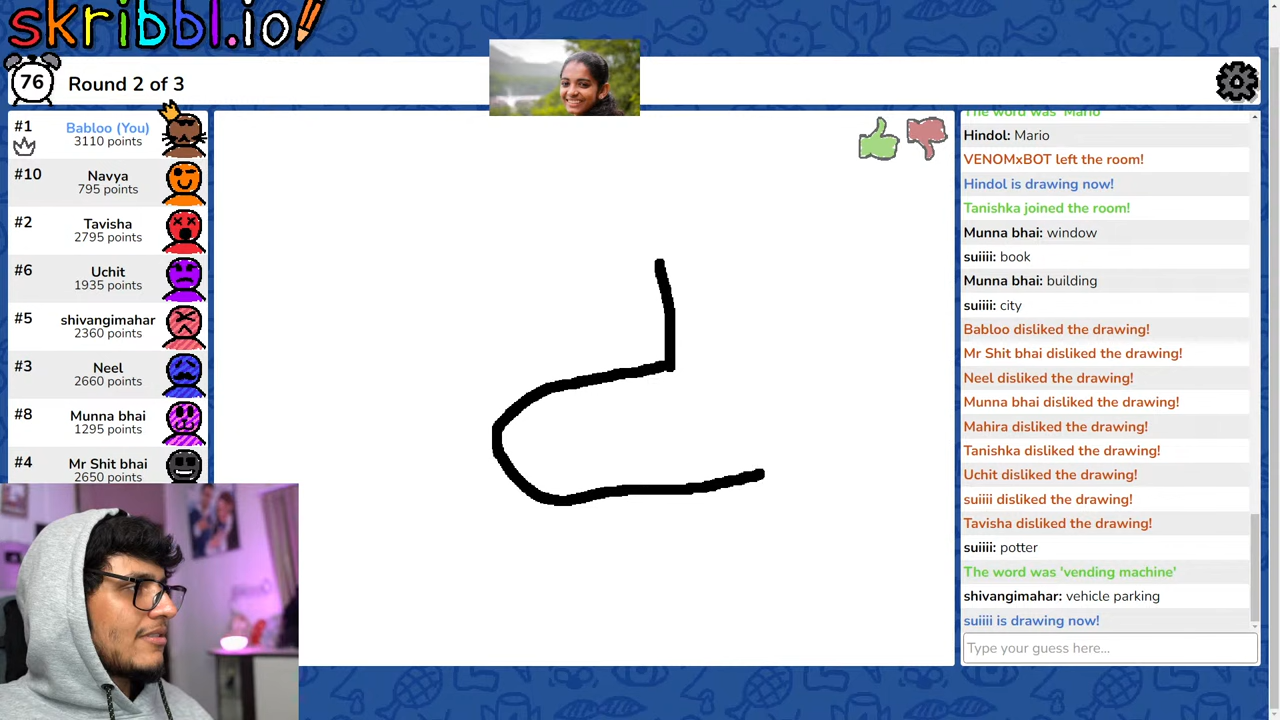 skribbl.io
76
Round 2 of 3
#1
Babloo (You)
3110 points
#10
Navya
795 points
#2
Tavisha
2795 points
#6
Uchit
1935 points
#5
shivangimahar
2360 points
#3
Neel
2660 points
#8
Munna bhai
1295 points
#4
Mr Shit bhai
2650 points
The word was 'Mario'
Hindol: Mario
VENOMxBOT left the room!
Hindol is drawing now!
Tanishka joined the room!
Munna bhai: window
suiiii: book
Munna bhai: building
suiiii: city
Babloo disliked the drawing!
Mr Shit bhai disliked the drawing!
Neel disliked the drawing!
Munna bhai disliked the drawing!
Mahira disliked the drawing!
Tanishka disliked the drawing!
Uchit disliked the drawing!
suiiii disliked the drawing!
Tavisha disliked the drawing!
suiiii: potter
The word was 'vending machine'
shivangimahar: vehicle parking
suiiii is drawing now!
Type your guess here...